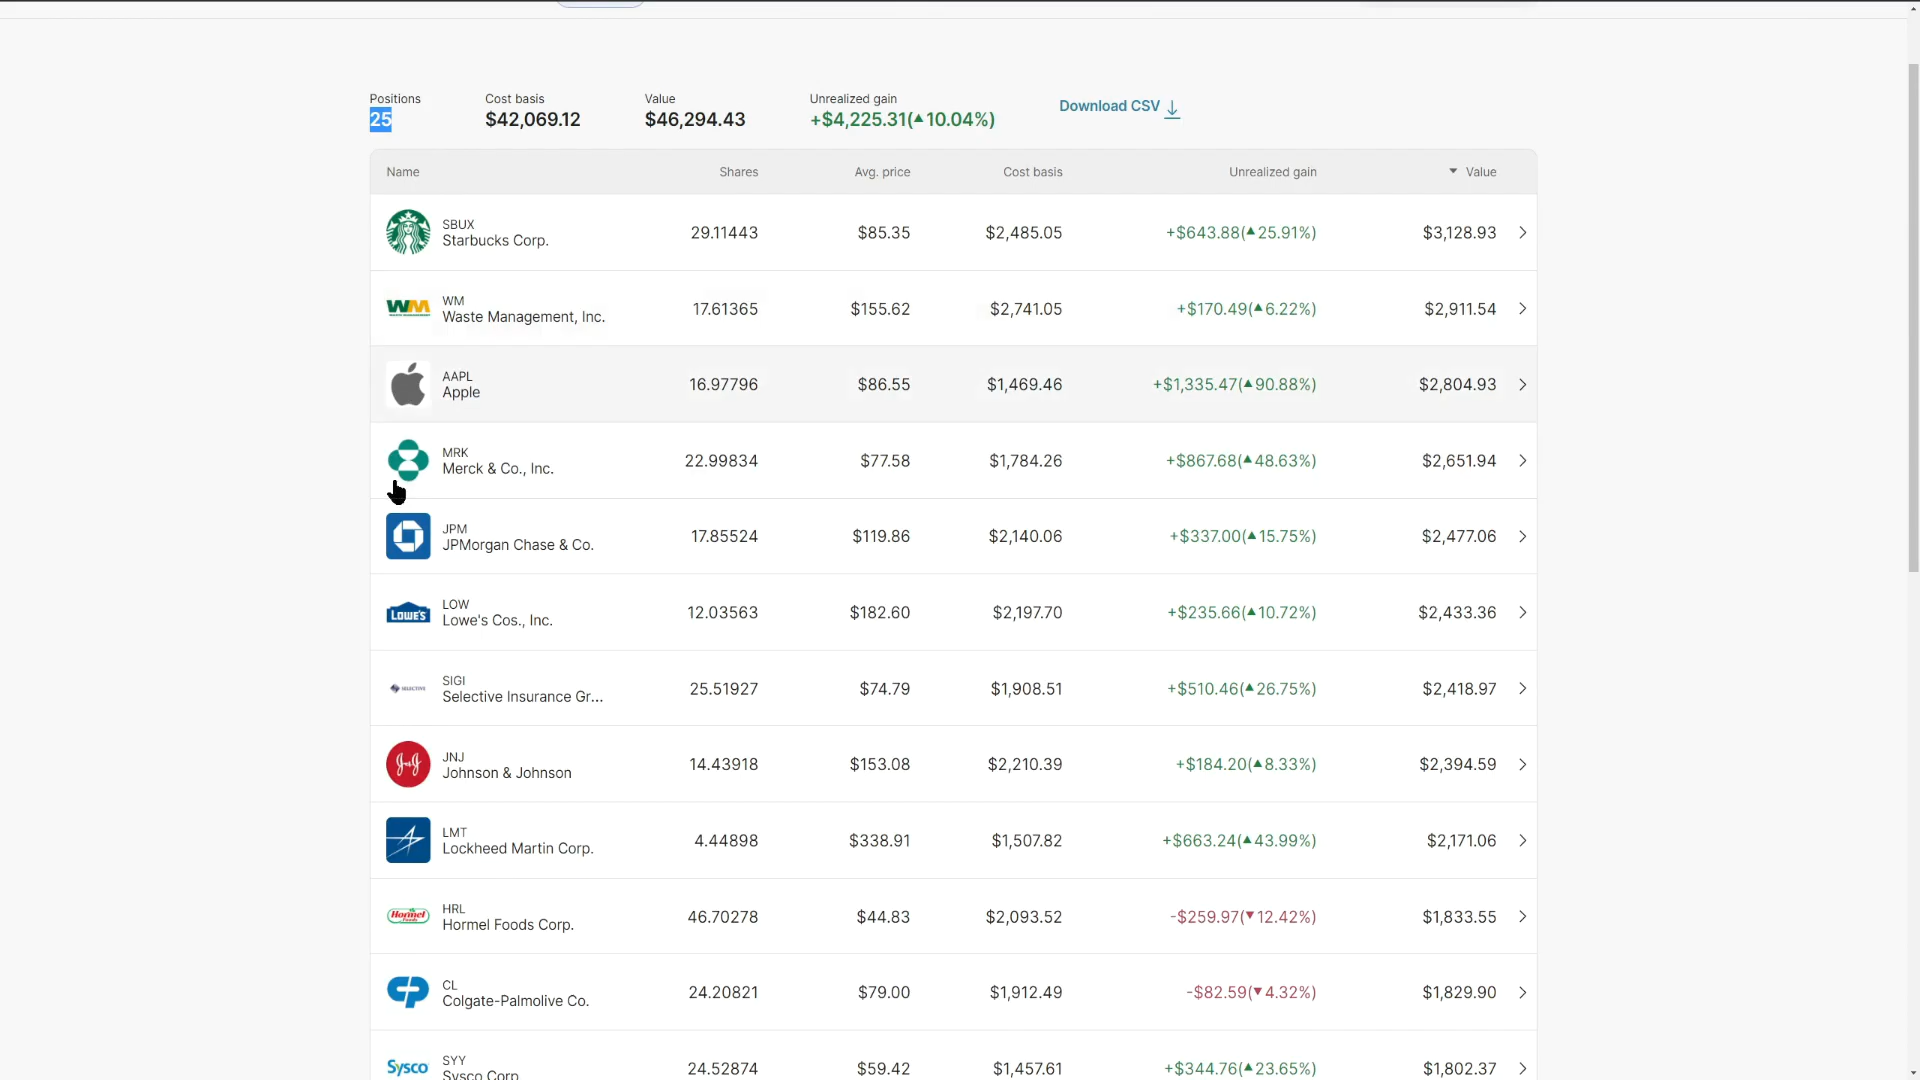 Positions Cost basis Value Unrealized gain Download CSV
25 $42,069.12 $46,294.43 +$4,225.31(▲10.04%)
Name Shares Avg. price Cost basis Unrealized gain ▼ Value
SBUX
Starbucks Corp. 29.11443 $85.35 $2,485.05 +$643.88(▲25.91%) $3,128.93
WM
WM
Waste Management, Inc. 17.61365 $155.62 $2,741.05 +$170.49(▲6.22%) $2,911.54
AAPL
Apple 16.97796 $86.55 $1,469.46 +$1,335.47(▲90.88%) $2,804.93
MRK
Merck & Co., Inc. 22.99834 $77.58 $1,784.26 +$867.68(▲48.63%) $2,651.94
JPM
JPMorgan Chase & Co. 17.85524 $119.86 $2,140.06 +$337.00(▲15.75%) $2,477.06
LOW
LOWE'S
Lowe's Cos., Inc. 12.03563 $182.60 $2,197.70 +$235.66(▲10.72%) $2,433.36
SIGI
SELECTIVE
Selective Insurance Gr... 25.51927 $74.79 $1,908.51 +$510.46(▲26.75%) $2,418.97
JNJ
J&J
Johnson & Johnson 14.43918 $153.08 $2,210.39 +$184.20(▲8.33%) $2,394.59
LMT
Lockheed Martin Corp. 4.44898 $338.91 $1,507.82 +$663.24(▲43.99%) $2,171.06
HRL
Hormel
Hormel Foods Corp. 46.70278 $44.83 $2,093.52 -$259.97(▼12.42%) $1,833.55
CL
Colgate-Palmolive Co. 24.20821 $79.00 $1,912.49 -$82.59(▼4.32%) $1,829.90
SYY
Sysco
Sysco Corp 24.52874 $59.42 $1,457.61 +$344.76(▲23.65%) $1,802.37